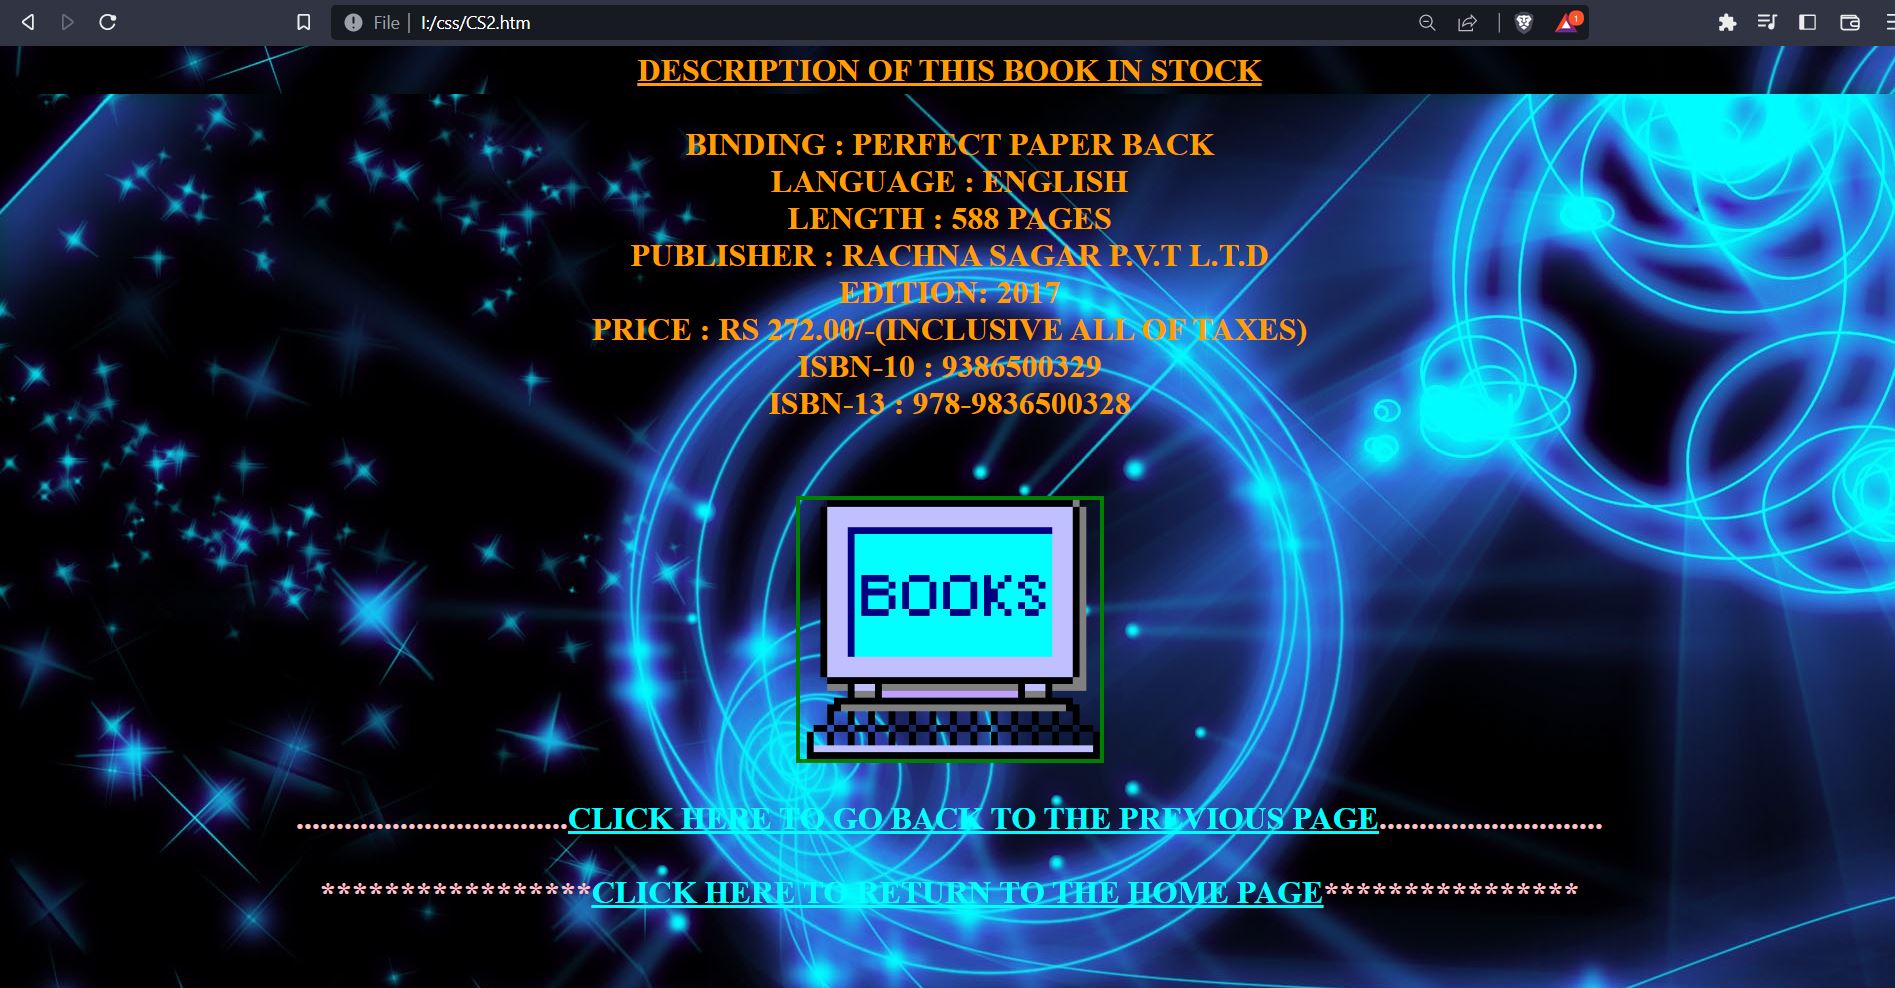 File | I:/css/CS2.htm
1
DESCRIPTION OF THIS BOOK IN STOCK
BINDING : PERFECT PAPER BACK
LANGUAGE : ENGLISH
LENGTH : 588 PAGES
PUBLISHER : RACHNA SAGAR P.V.T L.T.D
EDITION: 2017
PRICE : RS 272.00/-(INCLUSIVE ALL OF TAXES)
ISBN-10 : 9386500329
ISBN-13 : 978-9836500328
BOOKS
..................................CLICK HERE TO GO BACK TO THE PREVIOUS PAGE............................
*****************CLICK HERE TO RETURN TO THE HOME PAGE****************